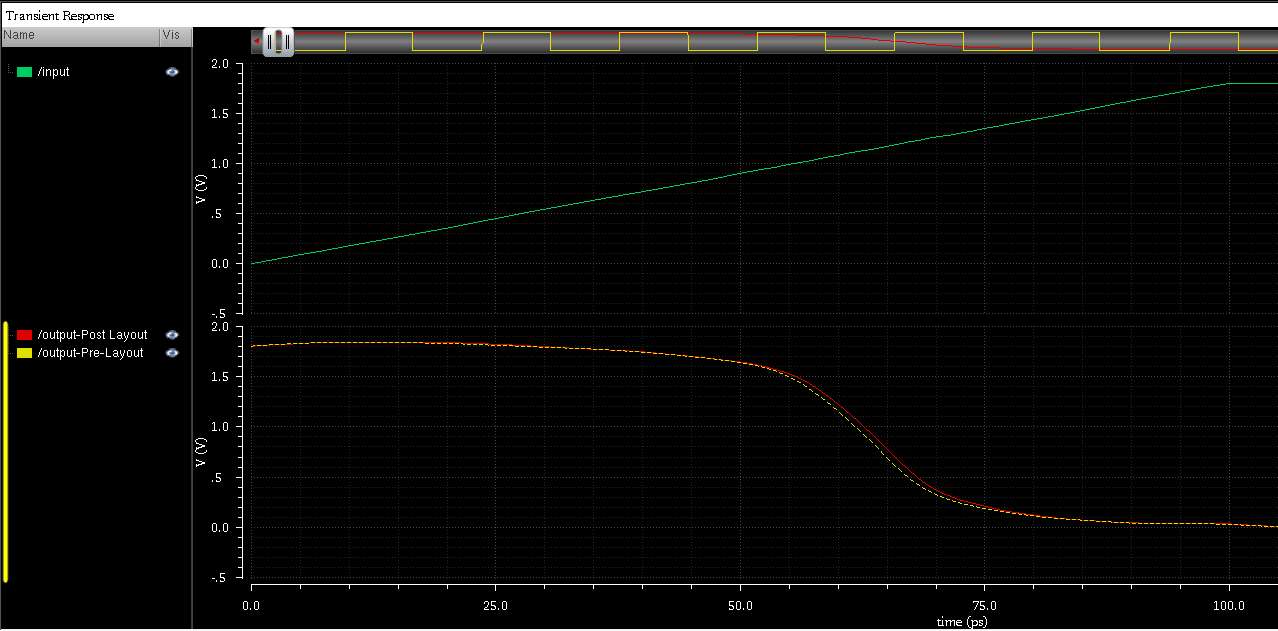 Transient Response
Name Vis
/input
2.0
1.5
1.0
.5
0.0
-.5
V (V)
/output-Post Layout
/output-Pre-Layout
2.0
1.5
1.0
.5
0.0
-.5
V (V)
0.0 25.0 50.0 75.0 100.0
time (ps)